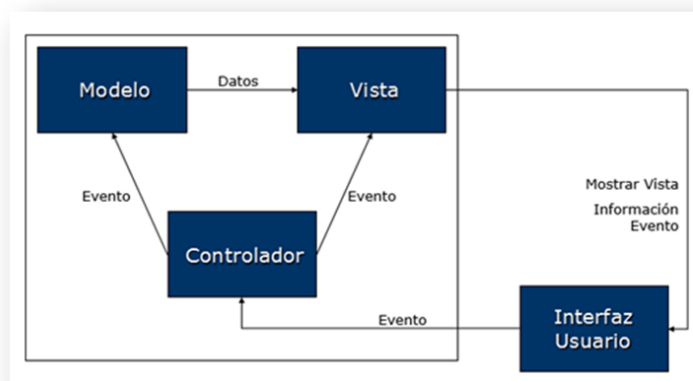 Modelo
Datos
Vista
Evento
Evento
Controlador
Mostrar Vista
Información
Evento
Evento
Interfaz
Usuario